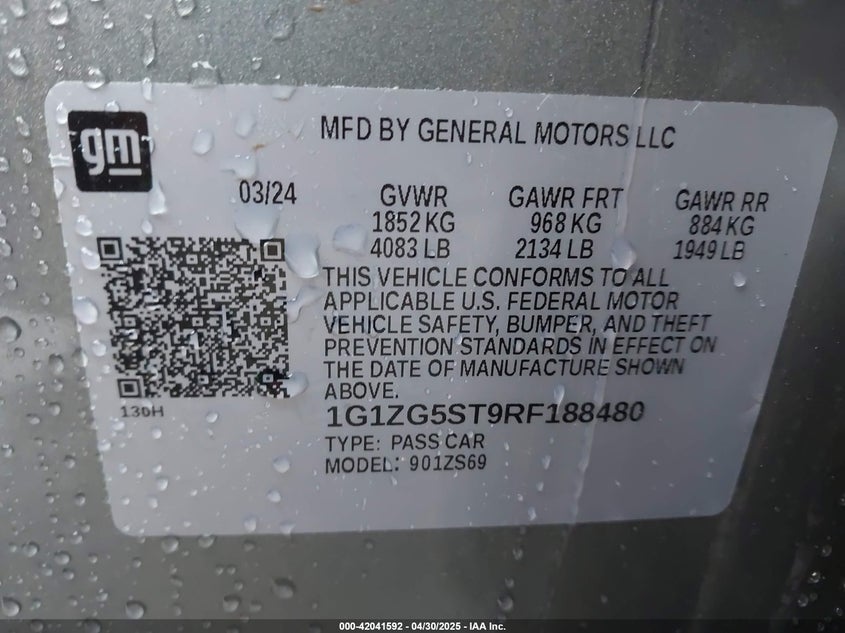 gm
MFD BY GENERAL MOTORS LLC
03/24 GVWR GAWR FRT GAWR RR
1852 KG 968 KG 884 KG
4083 LB 2134 LB 1949 LB
THIS VEHICLE CONFORMS TO ALL
APPLICABLE U.S. FEDERAL MOTOR
VEHICLE SAFETY, BUMPER, AND THEFT
PREVENTION STANDARDS IN EFFECT ON
THE DATE OF MANUFACTURE SHOWN
ABOVE.
130H
1G1ZG5ST9RF188480
TYPE: PASS CAR
MODEL: 901ZS69
000-42041592 - 04/30/2025 - IAA Inc.